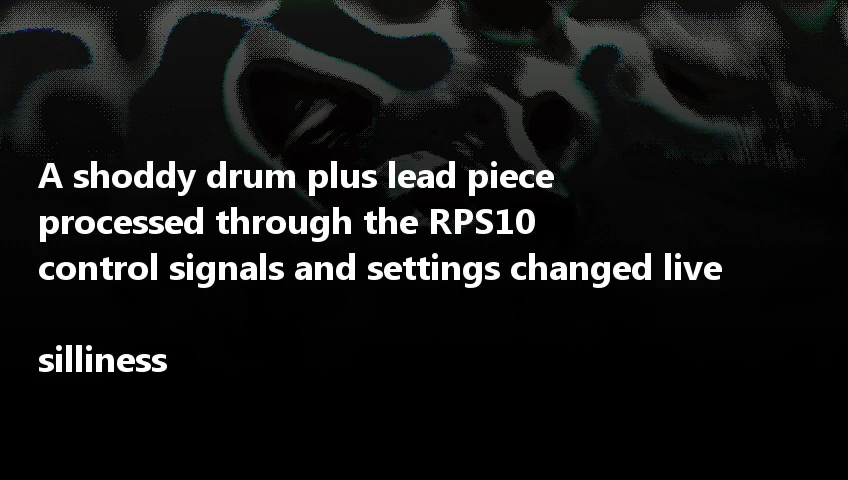 A shoddy drum plus lead piece
processed through the RPS10
control signals and settings changed live
silliness